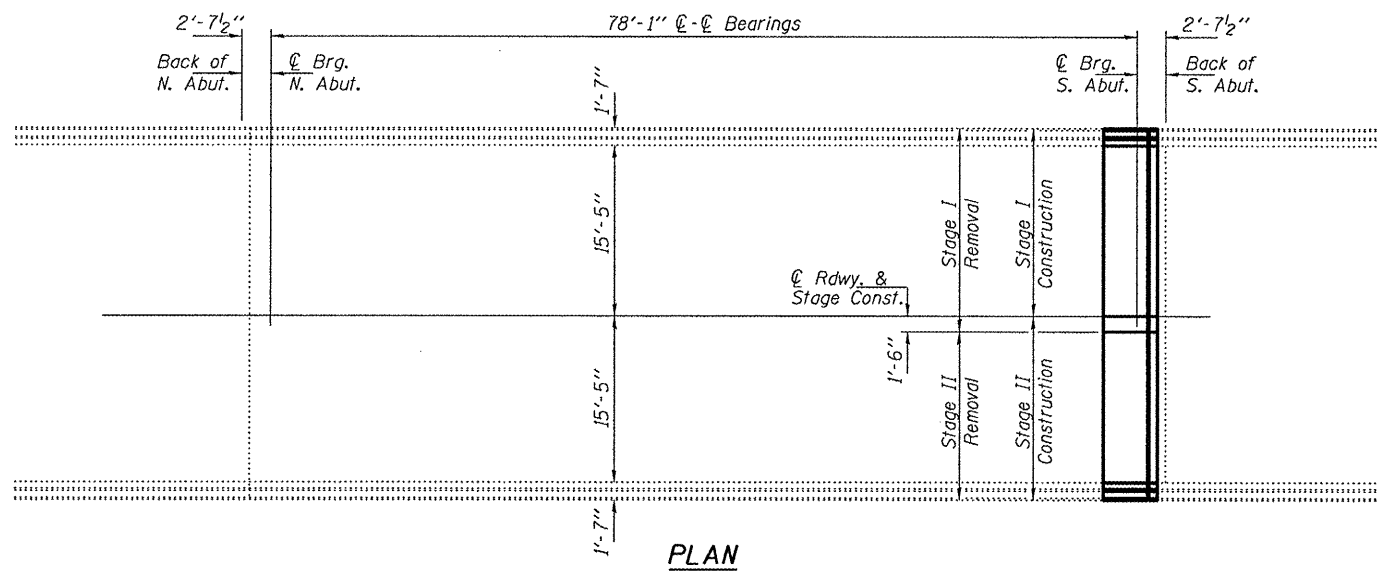 2'-7½"
78'-1" ℄-℄ Bearings
2'-7½"
Back of
N. Abut.
℄ Brg.
N. Abut.
℄ Brg.
S. Abut.
Back of
S. Abut.
1'-7"
15'-5"
Stage I
Removal
Stage I
Construction
℄ Rdwy. &
Stage Const.
1'-6"
15'-5"
Stage II
Removal
Stage II
Construction
1'-7"
PLAN